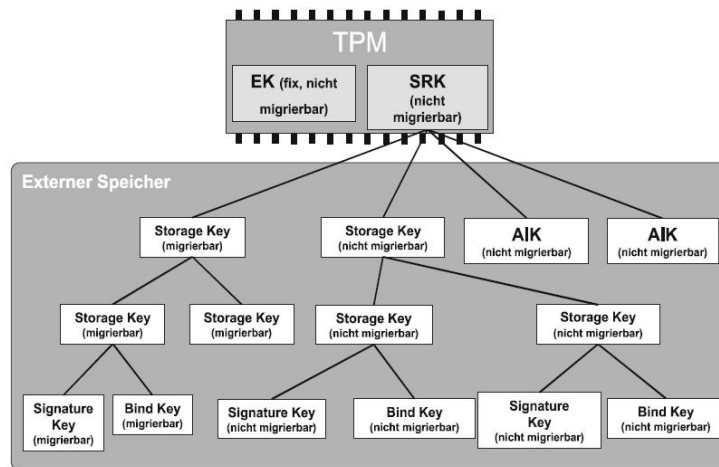 TPM
EK (fix, nicht
migrierbar)
SRK
(nicht
migrierbar)
Externer Speicher
Storage Key
(migrierbar)
Storage Key
(nicht migrierbar)
AIK
(nicht migrierbar)
AIK
(nicht migrierbar)
Storage Key
(migrierbar)
Storage Key
(migrierbar)
Storage Key
(nicht migrierbar)
Storage Key
(nicht migrierbar)
Signature
Key
(migrierbar)
Bind Key
(migrierbar)
Signature Key
(nicht migrierbar)
Bind Key
(nicht migrierbar)
Signature
Key
(nicht migrierbar)
Bind Key
(nicht migrierbar)